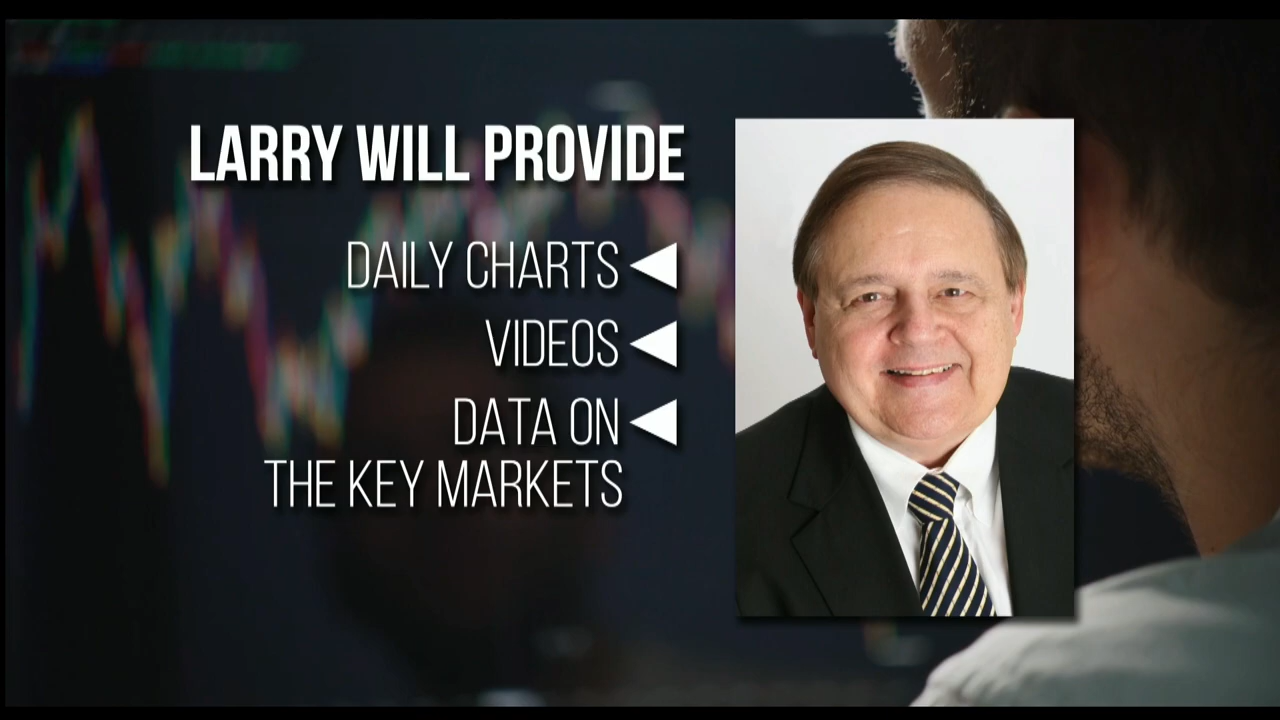 LARRY WILL PROVIDE
DAILY CHARTS
VIDEOS
DATA ON
THE KEY MARKETS